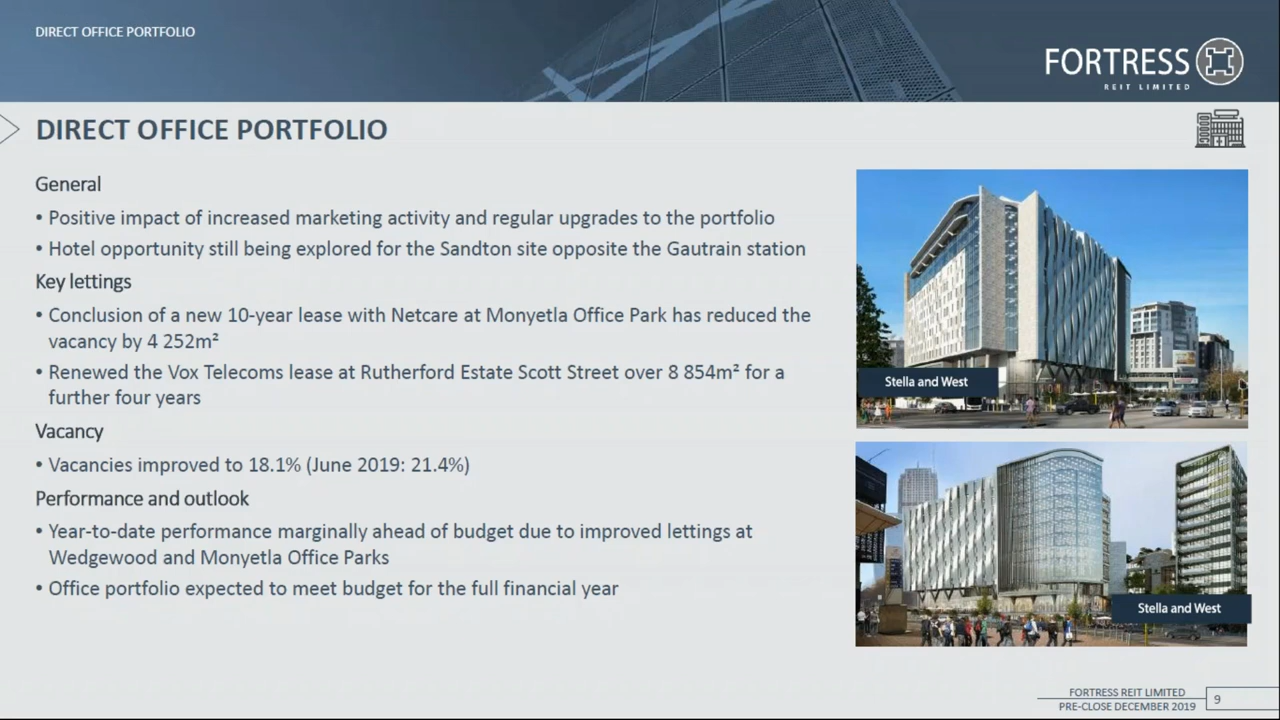 DIRECT OFFICE PORTFOLIO
FORTRESS
REIT LIMITED
DIRECT OFFICE PORTFOLIO
General
• Positive impact of increased marketing activity and regular upgrades to the portfolio
• Hotel opportunity still being explored for the Sandton site opposite the Gautrain station
Key lettings
• Conclusion of a new 10-year lease with Netcare at Monyetla Office Park has reduced the
vacancy by 4 252m²
• Renewed the Vox Telecoms lease at Rutherford Estate Scott Street over 8 854m² for a
further four years
Vacancy
• Vacancies improved to 18.1% (June 2019: 21.4%)
Performance and outlook
• Year-to-date performance marginally ahead of budget due to improved lettings at
Wedgewood and Monyetla Office Parks
• Office portfolio expected to meet budget for the full financial year
Stella and West
Stella and West
FORTRESS REIT LIMITED
PRE-CLOSE DECEMBER 2019
9